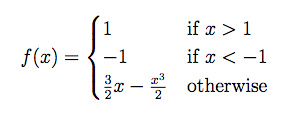 f(x) = { 1 if x > 1
−1 if x < −1
3/2 x − x³/2 otherwise